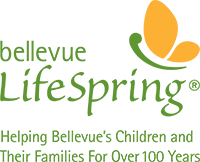 bellevue
LifeSpring®
Helping Bellevue's Children and
Their Families For Over 100 Years